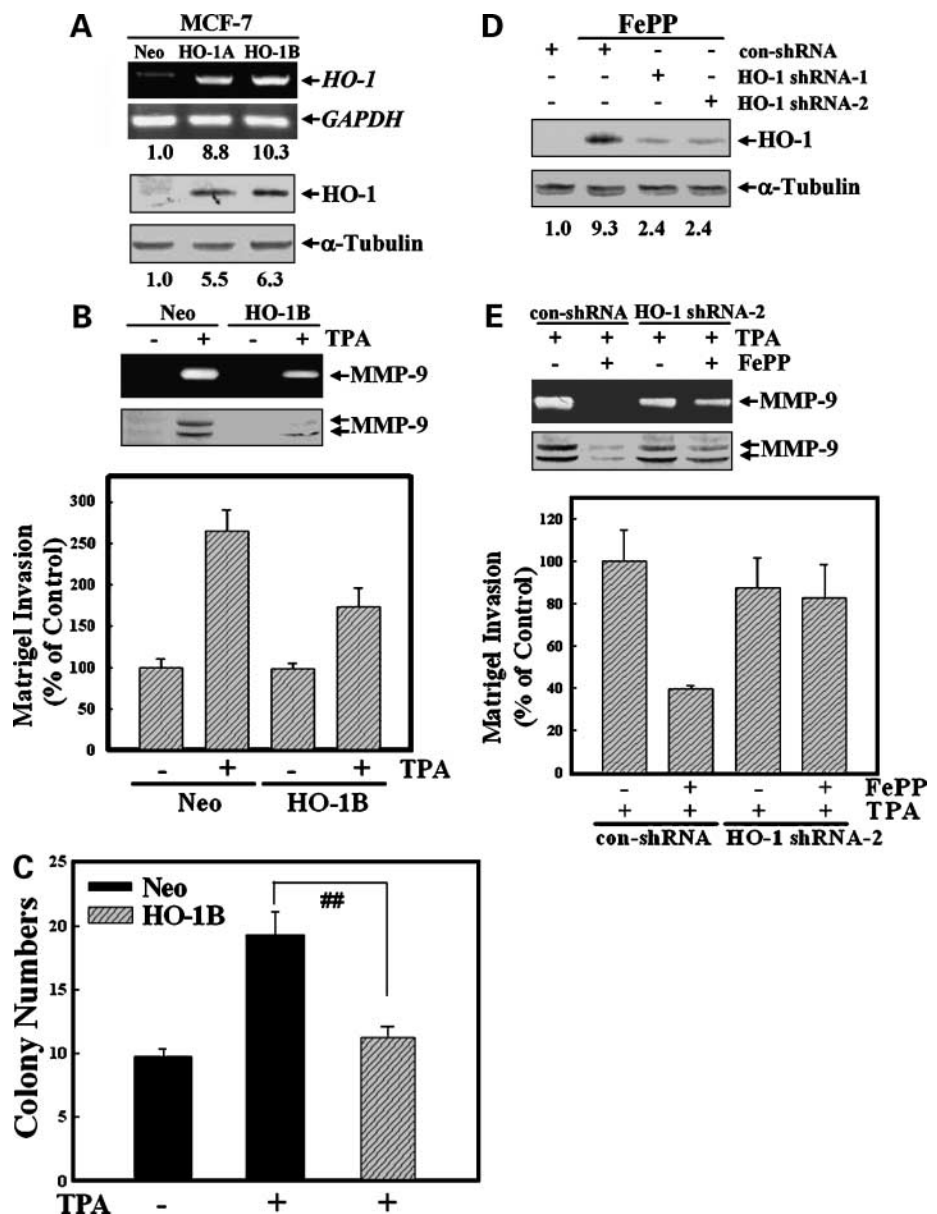 A
MCF-7
Neo HO-1A HO-1B
HO-1
GAPDH
1.0 8.8 10.3
HO-1
α-Tubulin
1.0 5.5 6.3
B
Neo HO-1B
- + - + TPA
MMP-9
MMP-9
Matrigel Invasion
(% of Control)
300
250
200
150
100
50
0
- + - + TPA
Neo HO-1B
C
Colony Numbers
25
20
15
10
5
0
Neo
HO-1B
##
TPA - + +
D
FePP
+ + - - con-shRNA
- - + - HO-1 shRNA-1
- - - + HO-1 shRNA-2
HO-1
α-Tubulin
1.0 9.3 2.4 2.4
E
con-shRNA HO-1 shRNA-2
+ + + + TPA
- + - + FePP
MMP-9
MMP-9
Matrigel Invasion
(% of Control)
120
100
80
60
40
20
0
- + - + FePP
+ + + + TPA
con-shRNA HO-1 shRNA-2